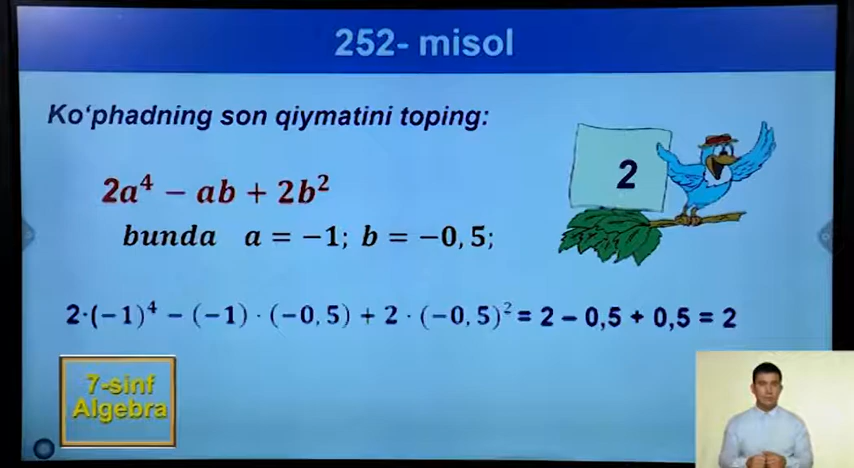 252- misol
Ko‘phadning son qiymatini toping:
2a⁴ − ab + 2b²
2
bunda a = −1; b = −0,5;
2·(−1)⁴ − (−1) · (−0,5) + 2 · (−0,5)² = 2 − 0,5 + 0,5 = 2
7-sinf
Algebra